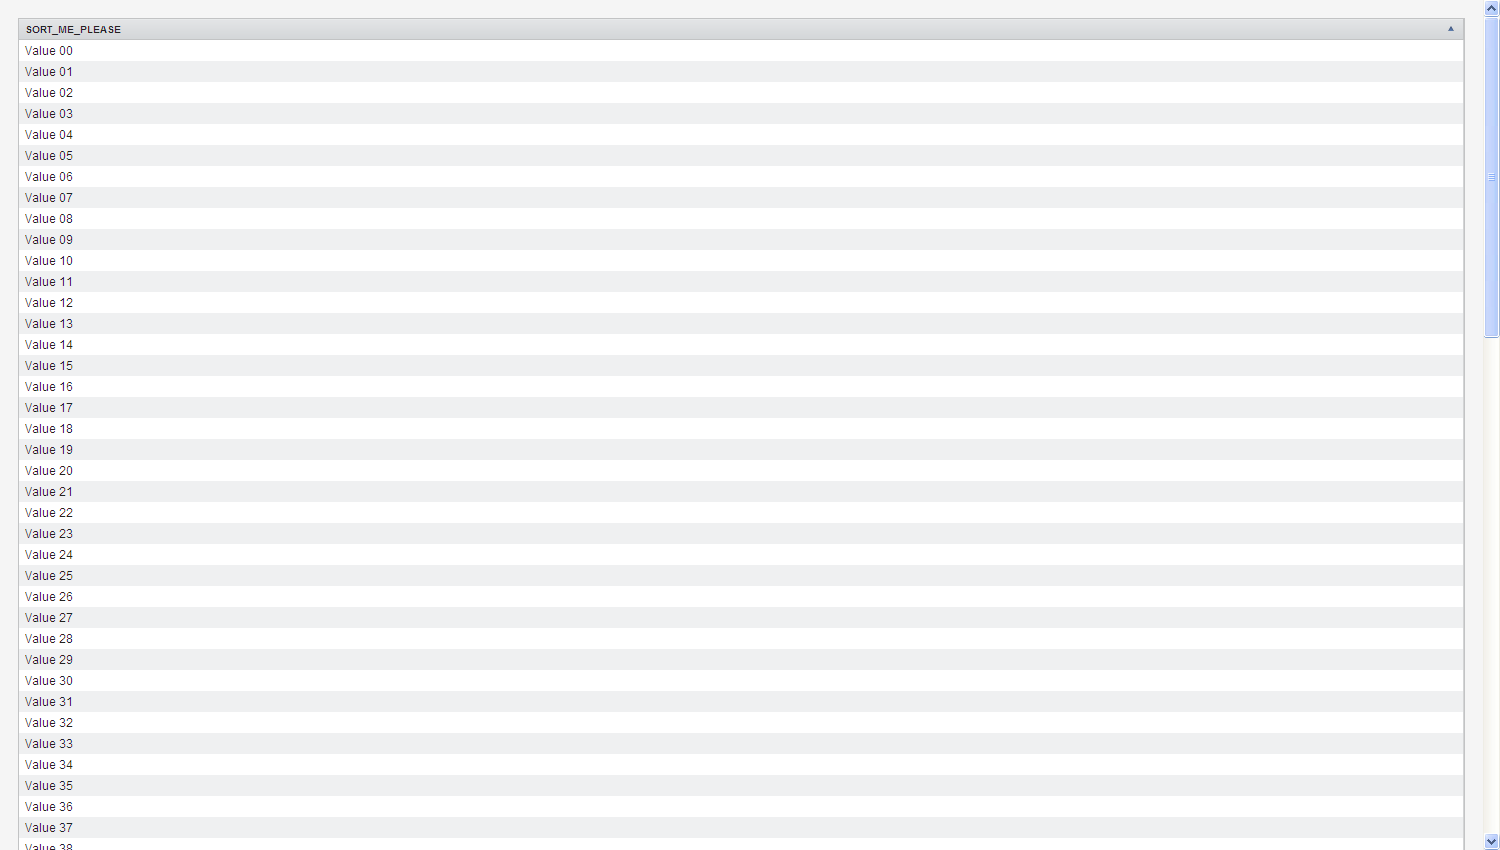 SORT_ME_PLEASE
Value 00
Value 01
Value 02
Value 03
Value 04
Value 05
Value 06
Value 07
Value 08
Value 09
Value 10
Value 11
Value 12
Value 13
Value 14
Value 15
Value 16
Value 17
Value 18
Value 19
Value 20
Value 21
Value 22
Value 23
Value 24
Value 25
Value 26
Value 27
Value 28
Value 29
Value 30
Value 31
Value 32
Value 33
Value 34
Value 35
Value 36
Value 37
Value 38